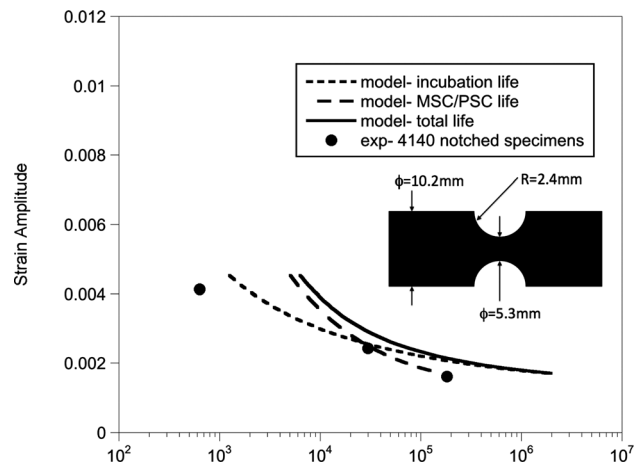 0.012
0.01
0.008
0.006
0.004
0.002
0
Strain Amplitude
model- incubation life
model- MSC/PSC life
model- total life
exp- 4140 notched specimens
ϕ=10.2mm
R=2.4mm
ϕ=5.3mm
10² 10³ 10⁴ 10⁵ 10⁶ 10⁷